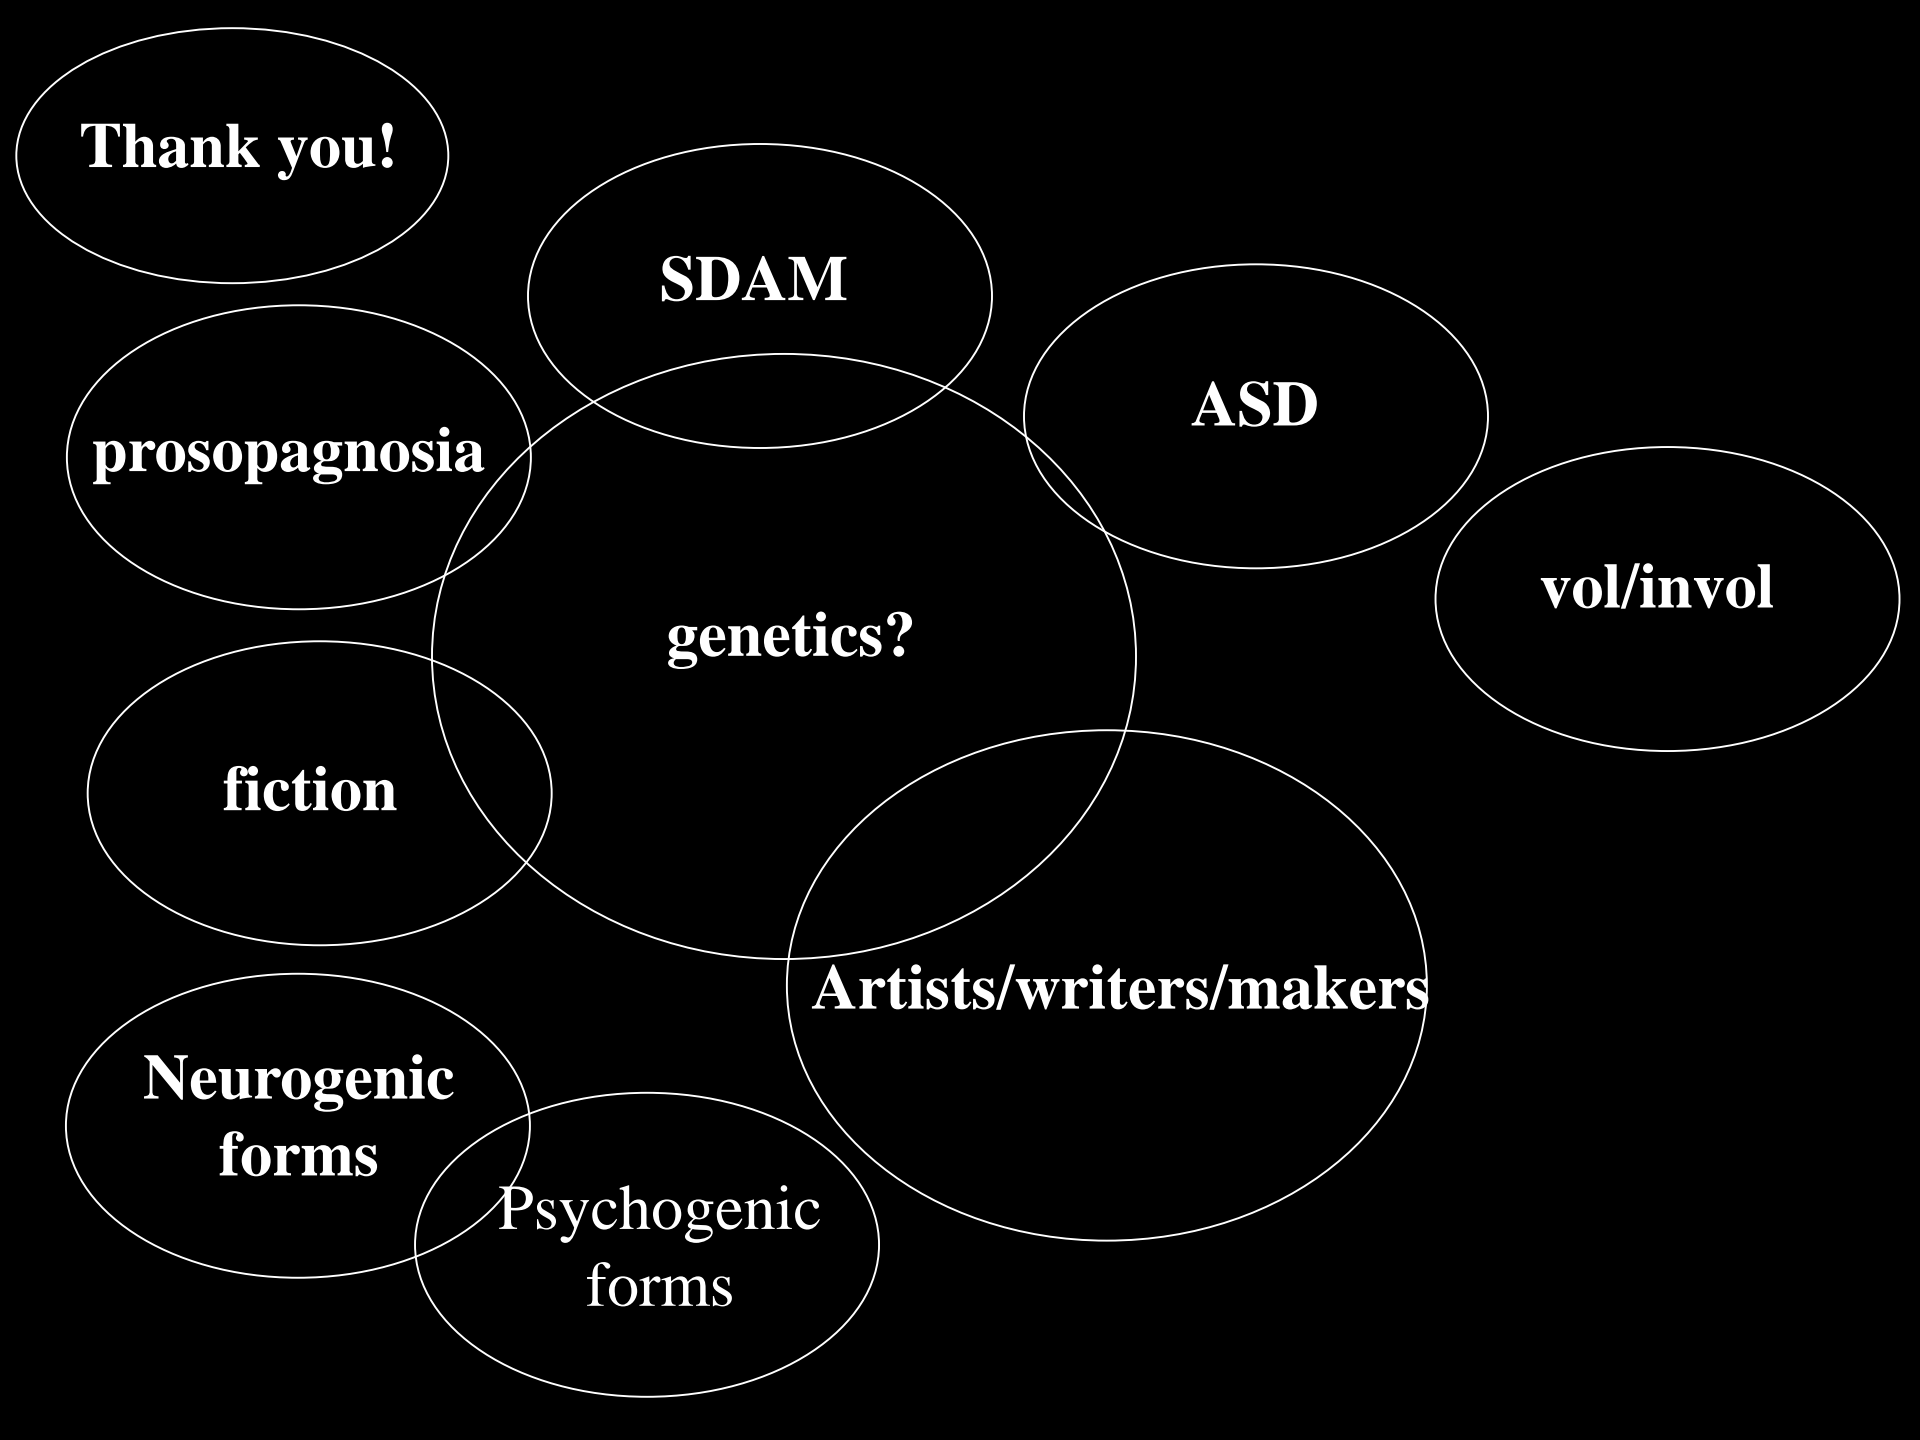 Thank you!
SDAM
ASD
prosopagnosia
vol/invol
genetics?
fiction
Artists/writers/makers
Neurogenic
forms
Psychogenic
forms